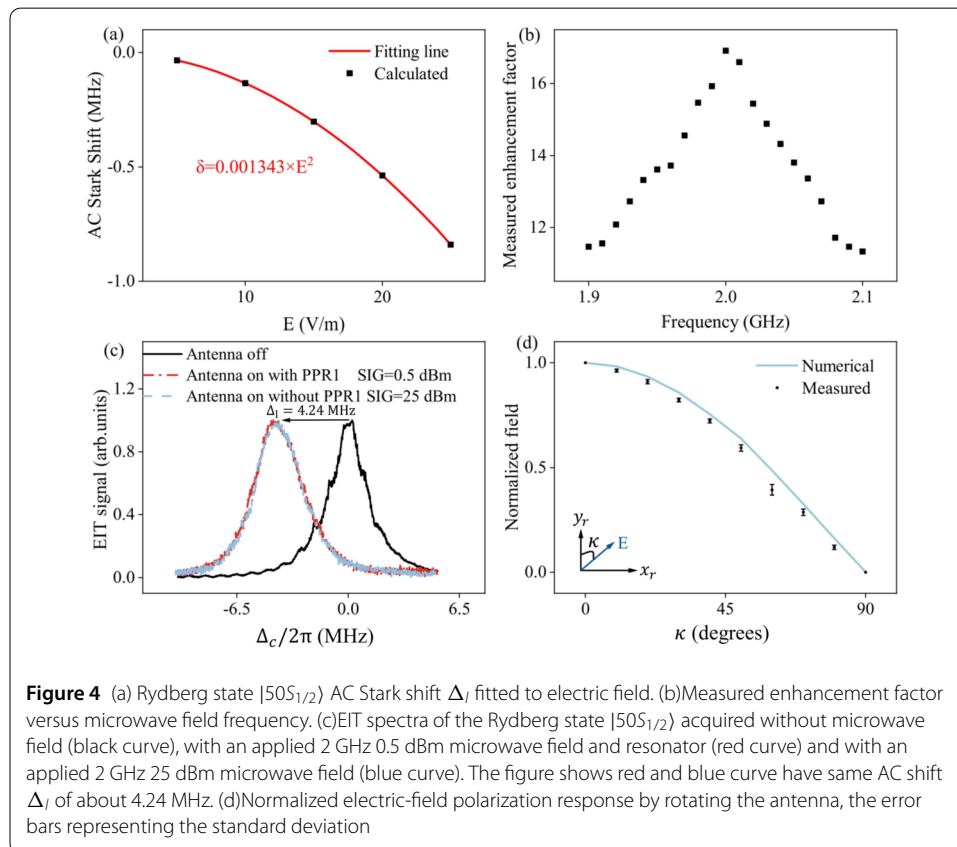 (a)
0.0
-0.5
-1.0
AC Stark Shift (MHz)
Fitting line
Calculated
δ=0.001343×E²
10
20
E (V/m)
(b)
16
14
12
Measured enhancement factor
1.9
2.0
2.1
Frequency (GHz)
(c)
Antenna off
Antenna on with PPR1 SIG=0.5 dBm
Antenna on without PPR1 SIG=25 dBm
Δₗ = 4.24 MHz
1.2
0.8
0.4
0.0
EIT signal (arb.units)
-6.5
0.0
6.5
Δ_c/2π (MHz)
(d)
1.0
0.5
0.0
Normalized field
Numerical
Measured
y_r
κ
E
x_r
0
45
90
κ (degrees)
Figure 4 (a) Rydberg state |50S₁/₂⟩ AC Stark shift Δₗ fitted to electric field. (b)Measured enhancement factor
versus microwave field frequency. (c)EIT spectra of the Rydberg state |50S₁/₂⟩ acquired without microwave
field (black curve), with an applied 2 GHz 0.5 dBm microwave field and resonator (red curve) and with an
applied 2 GHz 25 dBm microwave field (blue curve). The figure shows red and blue curve have same AC shift
Δₗ of about 4.24 MHz. (d)Normalized electric-field polarization response by rotating the antenna, the error
bars representing the standard deviation